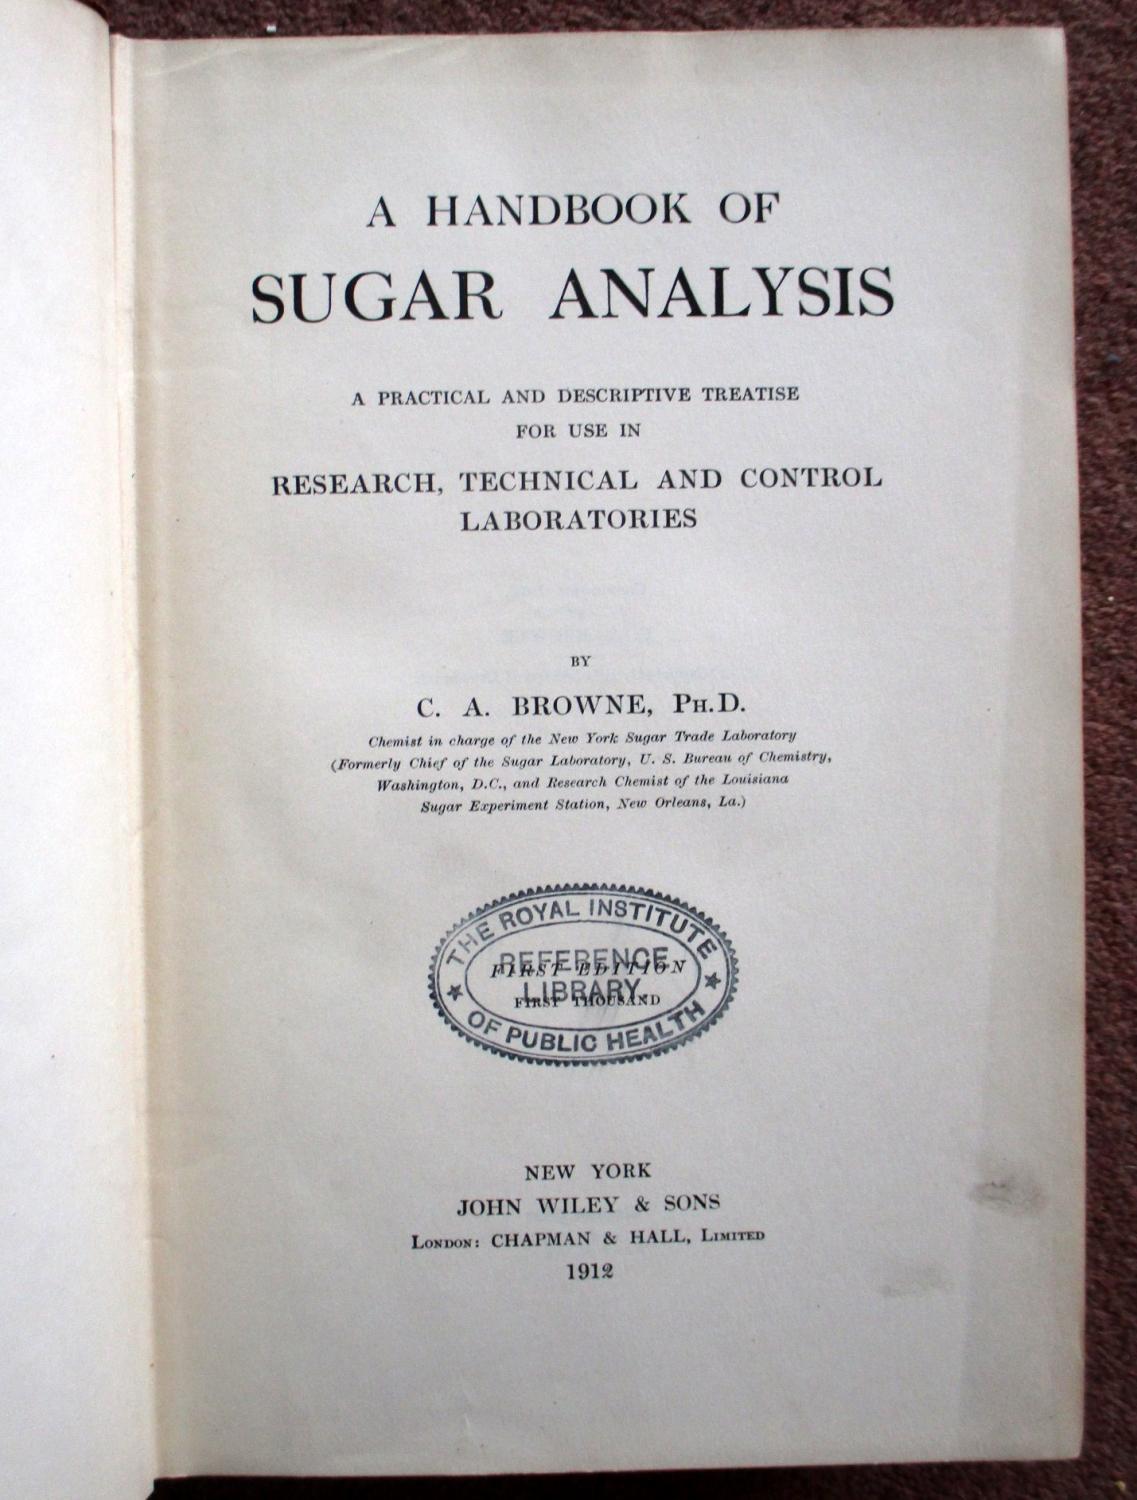 A HANDBOOK OF
SUGAR ANALYSIS
A PRACTICAL AND DESCRIPTIVE TREATISE
FOR USE IN
RESEARCH, TECHNICAL AND CONTROL
LABORATORIES
BY
C. A. BROWNE, PH.D.
Chemist in charge of the New York Sugar Trade Laboratory
(Formerly Chief of the Sugar Laboratory, U. S. Bureau of Chemistry,
Washington, D.C., and Research Chemist of the Louisiana
Sugar Experiment Station, New Orleans, La.)
THE ROYAL INSTITUTE
REFERENCE
FIRST EDITION
LIBRARY.
FIRST THOUSAND
OF PUBLIC HEALTH
NEW YORK
JOHN WILEY & SONS
LONDON: CHAPMAN & HALL, LIMITED
1912